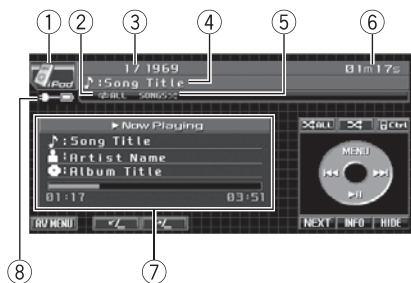 ① ② ③ ④ ⑤ ⑥
1/1969 01m17s
iPod
:Song Title
ALL SONGS
▶Now Playing
:Song Title
:Artist Name
:Album Title
01:17 03:51
ALL Ctrl
MENU
AV MENU
NEXT INFO HIDE
⑧ ⑦